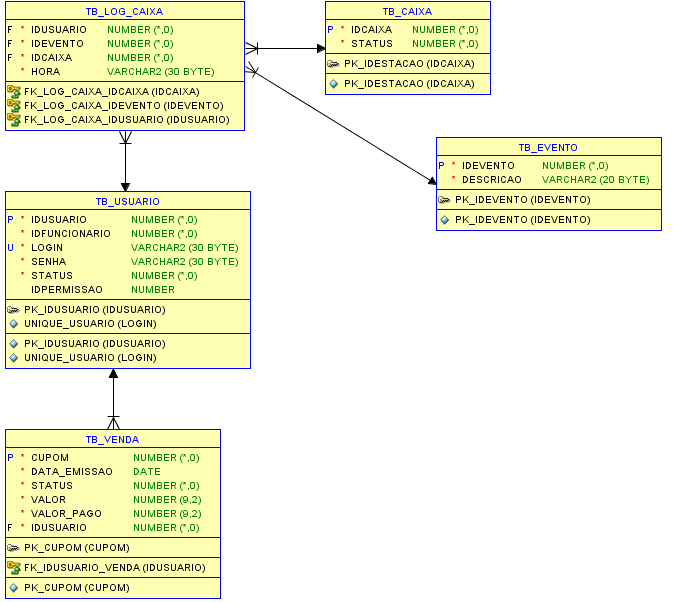 TB_LOG_CAIXA
F * IDUSUARIO NUMBER (*,0)
F * IDEVENTO NUMBER (*,0)
F * IDCAIXA NUMBER (*,0)
* HORA VARCHAR2 (30 BYTE)
FK_LOG_CAIXA_IDCAIXA (IDCAIXA)
FK_LOG_CAIXA_IDEVENTO (IDEVENTO)
FK_LOG_CAIXA_IDUSUARIO (IDUSUARIO)
TB_CAIXA
P * IDCAIXA NUMBER (*,0)
* STATUS NUMBER (*,0)
PK_IDESTACAO (IDCAIXA)
PK_IDESTACAO (IDCAIXA)
TB_EVENTO
P * IDEVENTO NUMBER (*,0)
* DESCRICAO VARCHAR2 (20 BYTE)
PK_IDEVENTO (IDEVENTO)
PK_IDEVENTO (IDEVENTO)
TB_USUARIO
P * IDUSUARIO NUMBER (*,0)
* IDFUNCIONARIO NUMBER (*,0)
U * LOGIN VARCHAR2 (30 BYTE)
* SENHA VARCHAR2 (30 BYTE)
* STATUS NUMBER (*,0)
IDPERMISSAO NUMBER
PK_IDUSUARIO (IDUSUARIO)
UNIQUE_USUARIO (LOGIN)
PK_IDUSUARIO (IDUSUARIO)
UNIQUE_USUARIO (LOGIN)
TB_VENDA
P * CUPOM NUMBER (*,0)
* DATA_EMISSAO DATE
* STATUS NUMBER (*,0)
* VALOR NUMBER (9,2)
* VALOR_PAGO NUMBER (9,2)
F * IDUSUARIO NUMBER (*,0)
PK_CUPOM (CUPOM)
FK_IDUSUARIO_VENDA (IDUSUARIO)
PK_CUPOM (CUPOM)